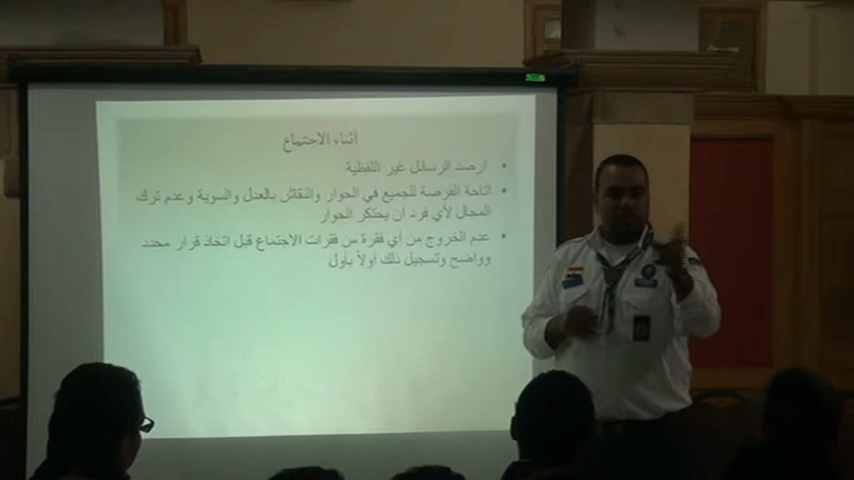 أثناء الاجتماع
ارصد الرسائل غير اللفظية
اتاحة الفرصة للجميع في الحوار والنقاش بالعدل والسوية وعدم ترك
المجال لأي فرد أن يحتكر الحوار
عدم الخروج من أي فقرة من فقرات الاجتماع قبل اتخاذ قرار محدد
وواضح وتسجيل ذلك اولاً بأول